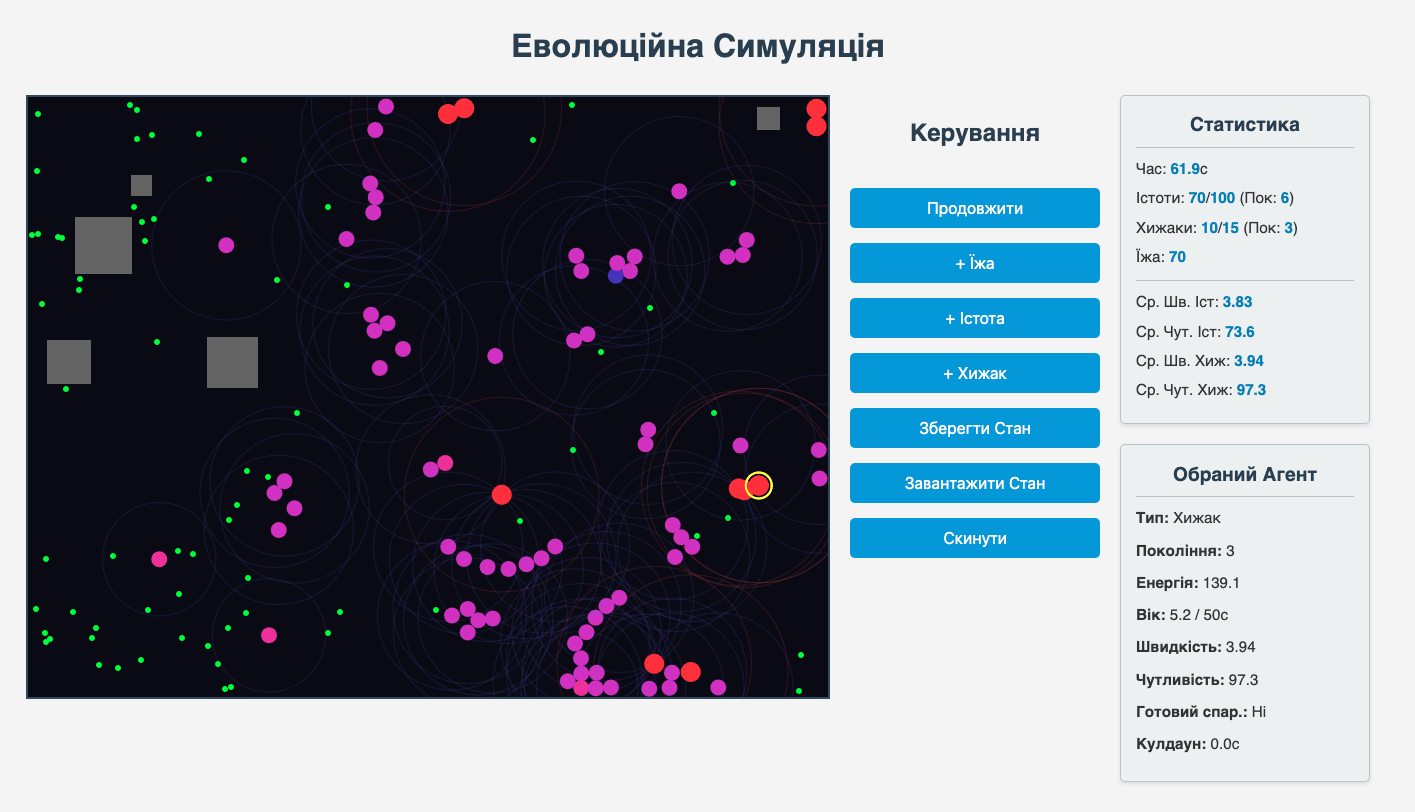 Еволюційна Симуляція
Керування
Продовжити
+ Їжа
+ Істота
+ Хижак
Зберегти Стан
Завантажити Стан
Скинути
Статистика
Час: 61.9с
Істоти: 70/100 (Пок: 6)
Хижаки: 10/15 (Пок: 3)
Їжа: 70
Ср. Шв. Іст: 3.83
Ср. Чут. Іст: 73.6
Ср. Шв. Хиж: 3.94
Ср. Чут. Хиж: 97.3
Обраний Агент
Тип: Хижак
Покоління: 3
Енергія: 139.1
Вік: 5.2 / 50с
Швидкість: 3.94
Чутливість: 97.3
Готовий спар.: Ні
Кулдаун: 0.0с